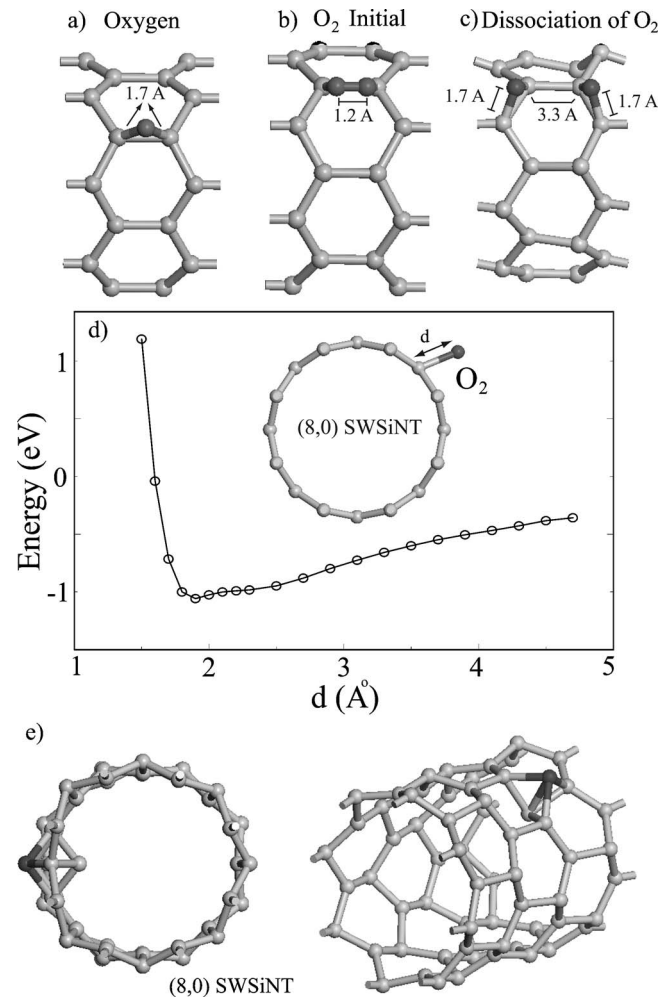 a) Oxygen
b) O₂ Initial
c) Dissociation of O₂
1.7 A
1.2 A
1.7 A
3.3 A
1.7 A
d)
d
O₂
(8,0) SWSiNT
Energy (eV)
1
0
-1
1 2 3 4 5
d (Å)
e)
(8,0) SWSiNT